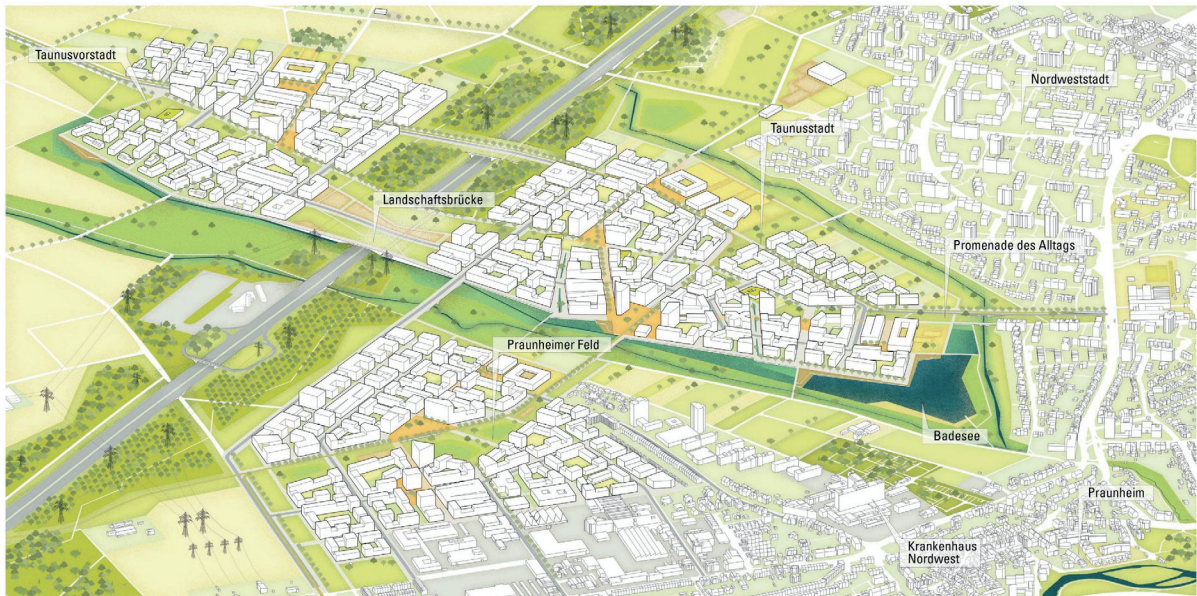 Taunusvorstadt
Nordweststadt
Taunusstadt
Landschaftsbrücke
Promenade des Alltags
Praunheimer Feld
Badesee
Praunheim
Krankenhaus
Nordwest